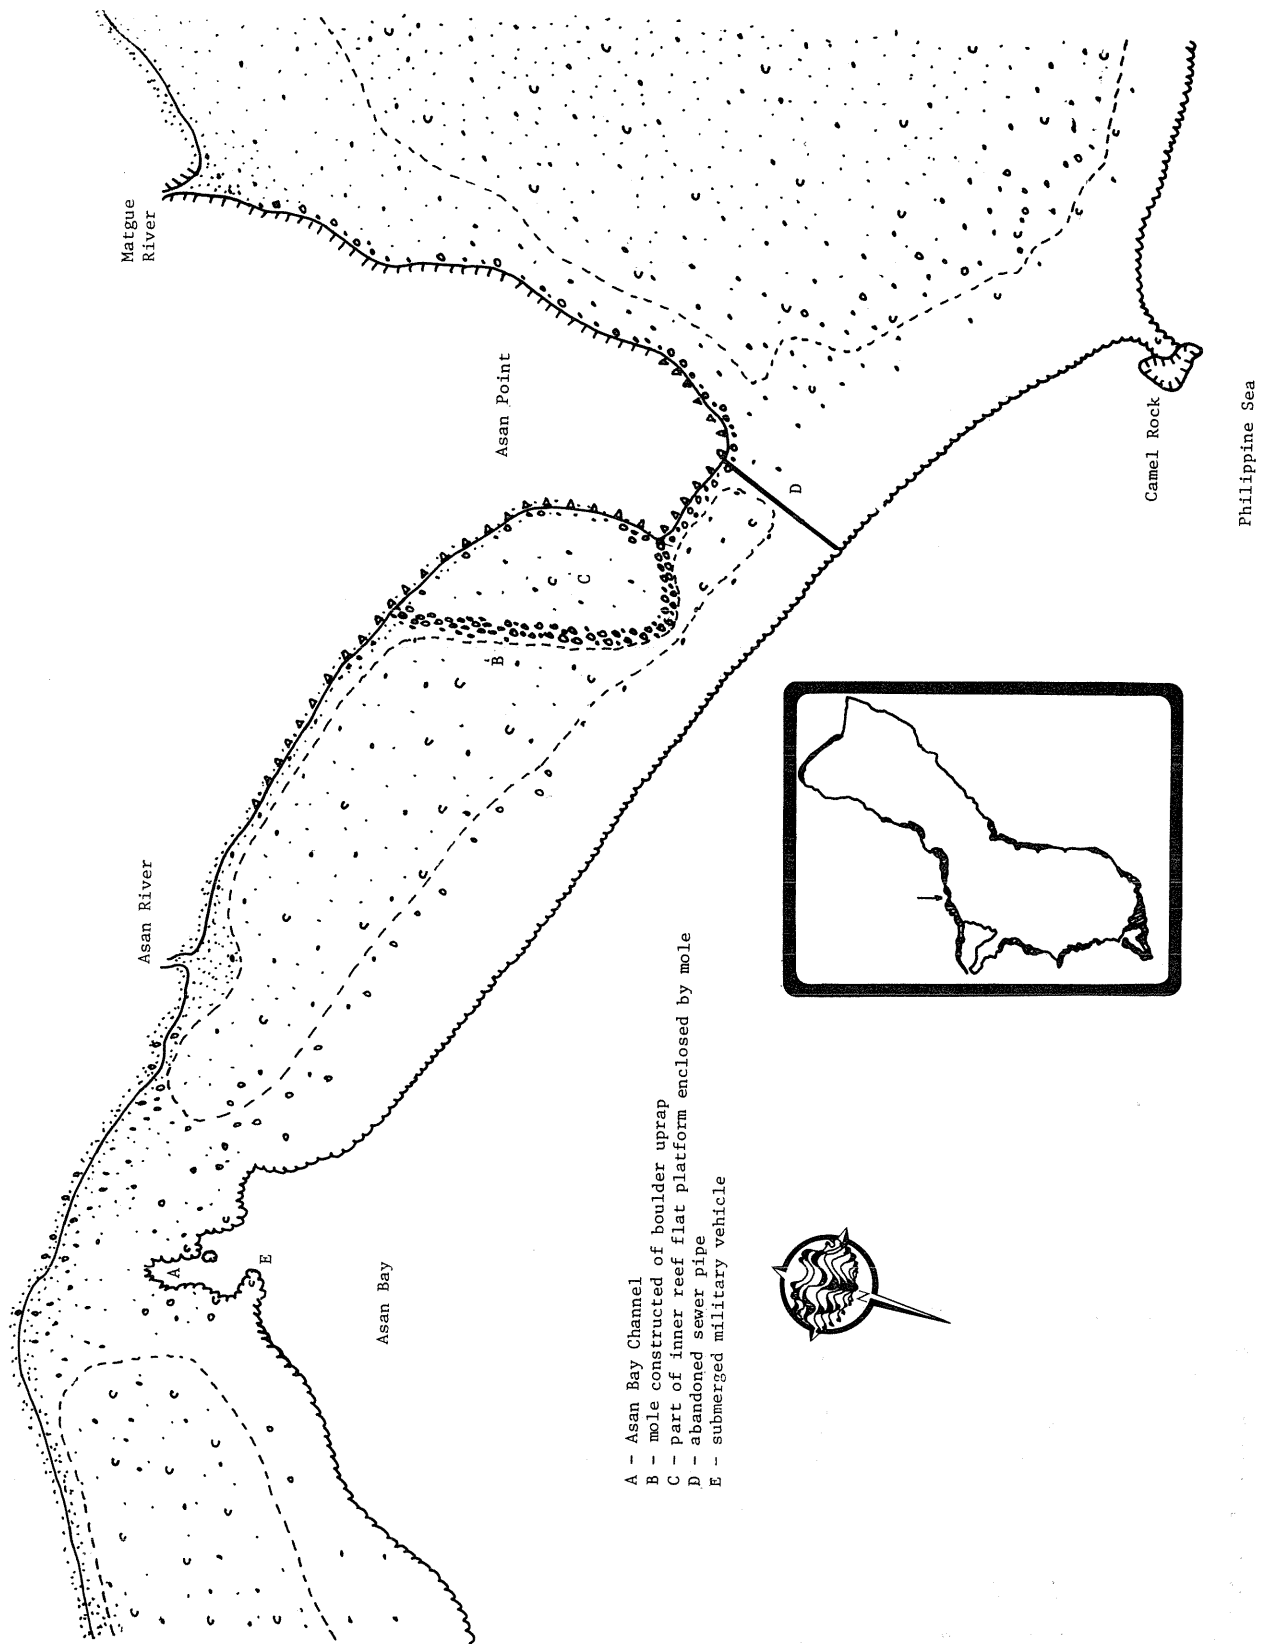 Matgue
River
Asan Point
Asan River
Camel Rock
Philippine Sea
Asan Bay
A
B
C
D
E
A - Asan Bay Channel
B - mole constructed of boulder uprap
C - part of inner reef flat platform enclosed by mole
D - abandoned sewer pipe
E - submerged military vehicle
N